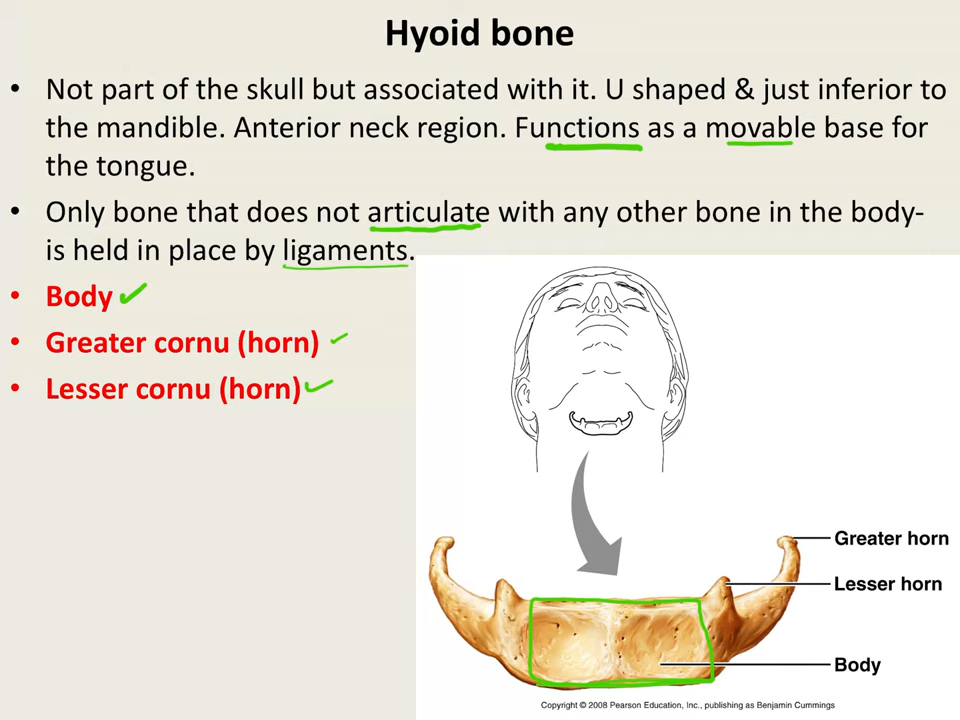 Hyoid bone
• Not part of the skull but associated with it. U shaped & just inferior to
the mandible. Anterior neck region. Functions as a movable base for
the tongue.
• Only bone that does not articulate with any other bone in the body-
is held in place by ligaments.
• Body
• Greater cornu (horn)
• Lesser cornu (horn)
Greater horn
Lesser horn
Body
Copyright © 2008 Pearson Education, Inc., publishing as Benjamin Cummings